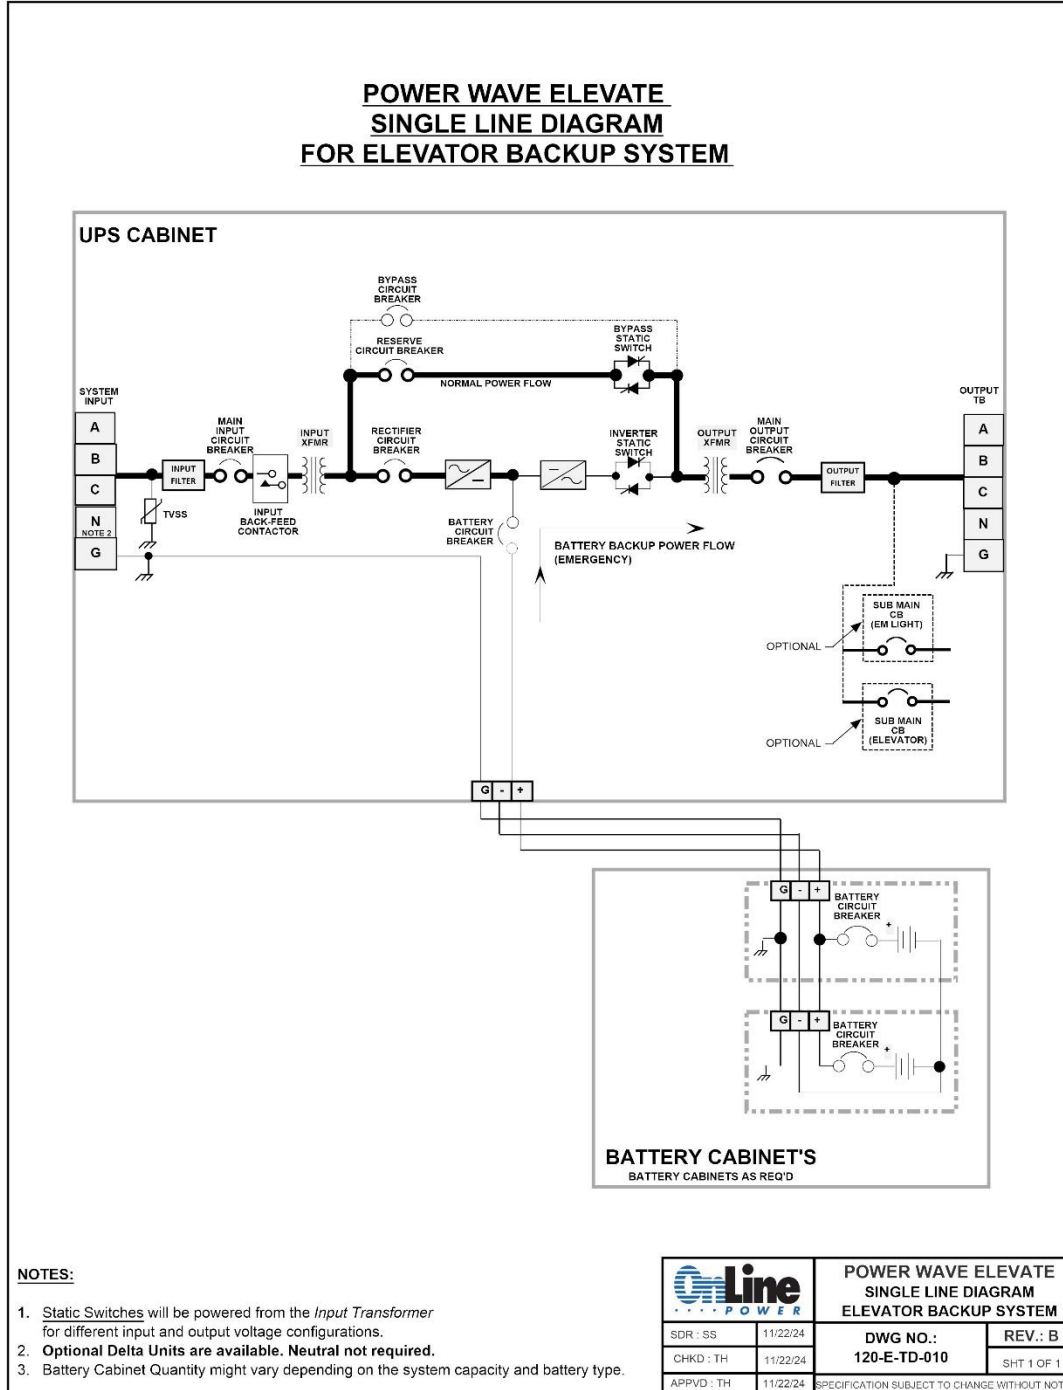 POWER WAVE ELEVATE
SINGLE LINE DIAGRAM
FOR ELEVATOR BACKUP SYSTEM
UPS CABINET
BYPASS
CIRCUIT
BREAKER
RESERVE
CIRCUIT BREAKER
BYPASS
STATIC
SWITCH
NORMAL POWER FLOW
SYSTEM
INPUT
A
B
C
N
NOTE 2
G
MAIN
INPUT
CIRCUIT
BREAKER
INPUT
FILTER
TVSS
INPUT
BACK-FEED
CONTACTOR
INPUT
XFMR
RECTIFIER
CIRCUIT
BREAKER
BATTERY
CIRCUIT
BREAKER
INVERTER
STATIC
SWITCH
BATTERY BACKUP POWER FLOW
(EMERGENCY)
OUTPUT
XFMR
MAIN
OUTPUT
CIRCUIT
BREAKER
OUTPUT
FILTER
OUTPUT
TB
A
B
C
N
G
SUB MAIN
CB
(EM LIGHT)
OPTIONAL
SUB MAIN
CB
(ELEVATOR)
OPTIONAL
G - +
G - +
BATTERY
CIRCUIT
BREAKER
+
G - +
BATTERY
CIRCUIT
BREAKER
+
BATTERY CABINET'S
BATTERY CABINETS AS REQ'D
NOTES:
1. Static Switches will be powered from the Input Transformer
for different input and output voltage configurations.
2. Optional Delta Units are available. Neutral not required.
3. Battery Cabinet Quantity might vary depending on the system capacity and battery type.
OnLine
POWER
POWER WAVE ELEVATE
SINGLE LINE DIAGRAM
ELEVATOR BACKUP SYSTEM
SDR : SS 11/22/24
CHKD : TH 11/22/24
APPVD : TH 11/22/24
DWG NO.:
120-E-TD-010
REV.: B
SHT 1 OF 1
SPECIFICATION SUBJECT TO CHANGE WITHOUT